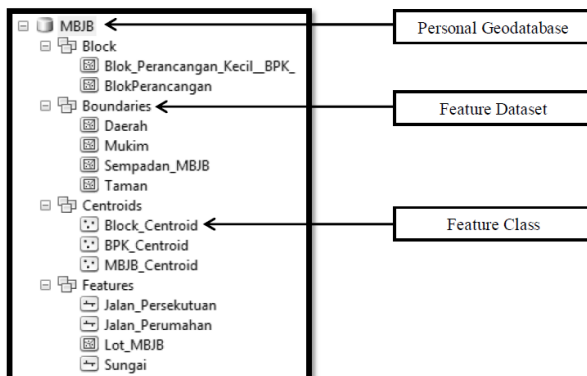 MBJB
Personal Geodatabase
Block
Blok_Perancangan_Kecil__BPK_
BlokPerancangan
Boundaries
Feature Dataset
Daerah
Mukim
Sempadan_MBJB
Taman
Centroids
Block_Centroid
Feature Class
BPK_Centroid
MBJB_Centroid
Features
Jalan_Persekutuan
Jalan_Perumahan
Lot_MBJB
Sungai